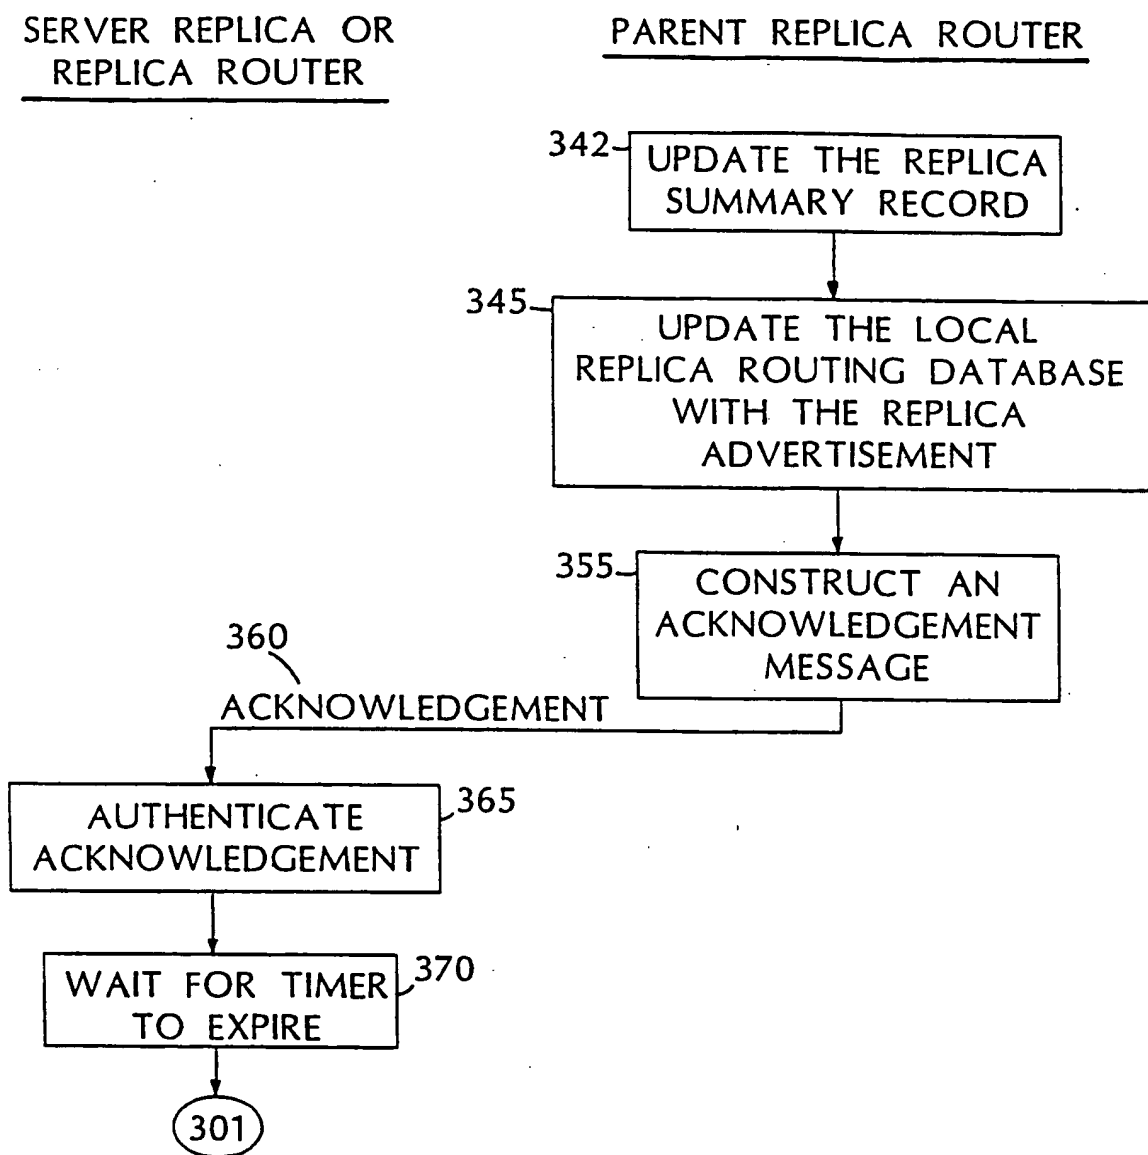 SERVER REPLICA OR
REPLICA ROUTER
PARENT REPLICA ROUTER
342
UPDATE THE REPLICA
SUMMARY RECORD
345
UPDATE THE LOCAL
REPLICA ROUTING DATABASE
WITH THE REPLICA
ADVERTISEMENT
355
CONSTRUCT AN
ACKNOWLEDGEMENT
MESSAGE
360
ACKNOWLEDGEMENT
AUTHENTICATE
ACKNOWLEDGEMENT
365
WAIT FOR TIMER
TO EXPIRE
370
301